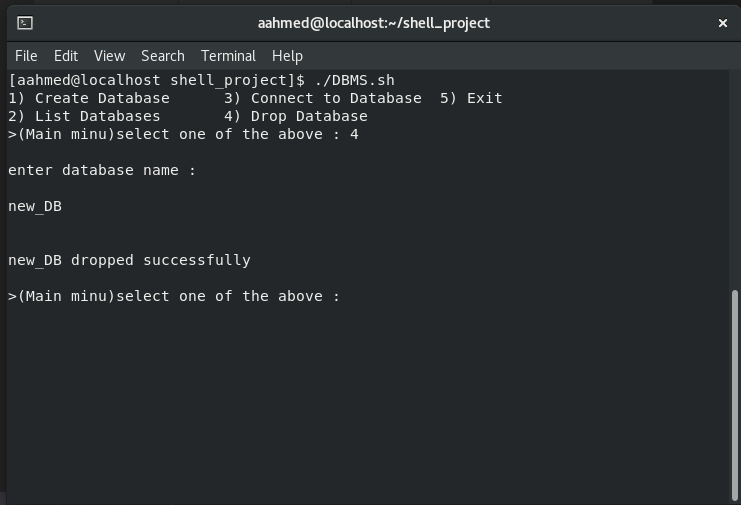 aahmed@localhost:~/shell_project
File Edit View Search Terminal Help
[aahmed@localhost shell_project]$ ./DBMS.sh
1) Create Database      3) Connect to Database  5) Exit
2) List Databases       4) Drop Database
>(Main minu)select one of the above : 4
enter database name :
new_DB
new_DB dropped successfully
>(Main minu)select one of the above :